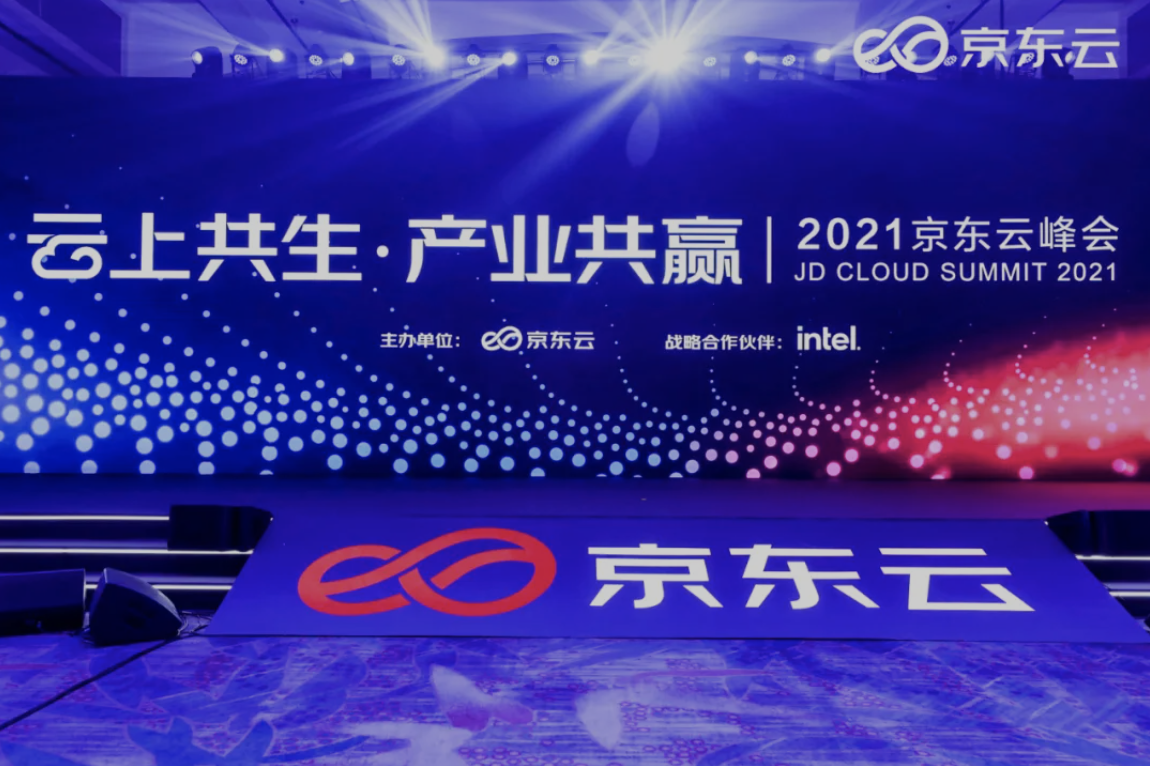 京东云
云上共生·产业共赢
2021京东云峰会
JD CLOUD SUMMIT 2021
主办单位： 京东云
战略合作伙伴： intel.
京东云